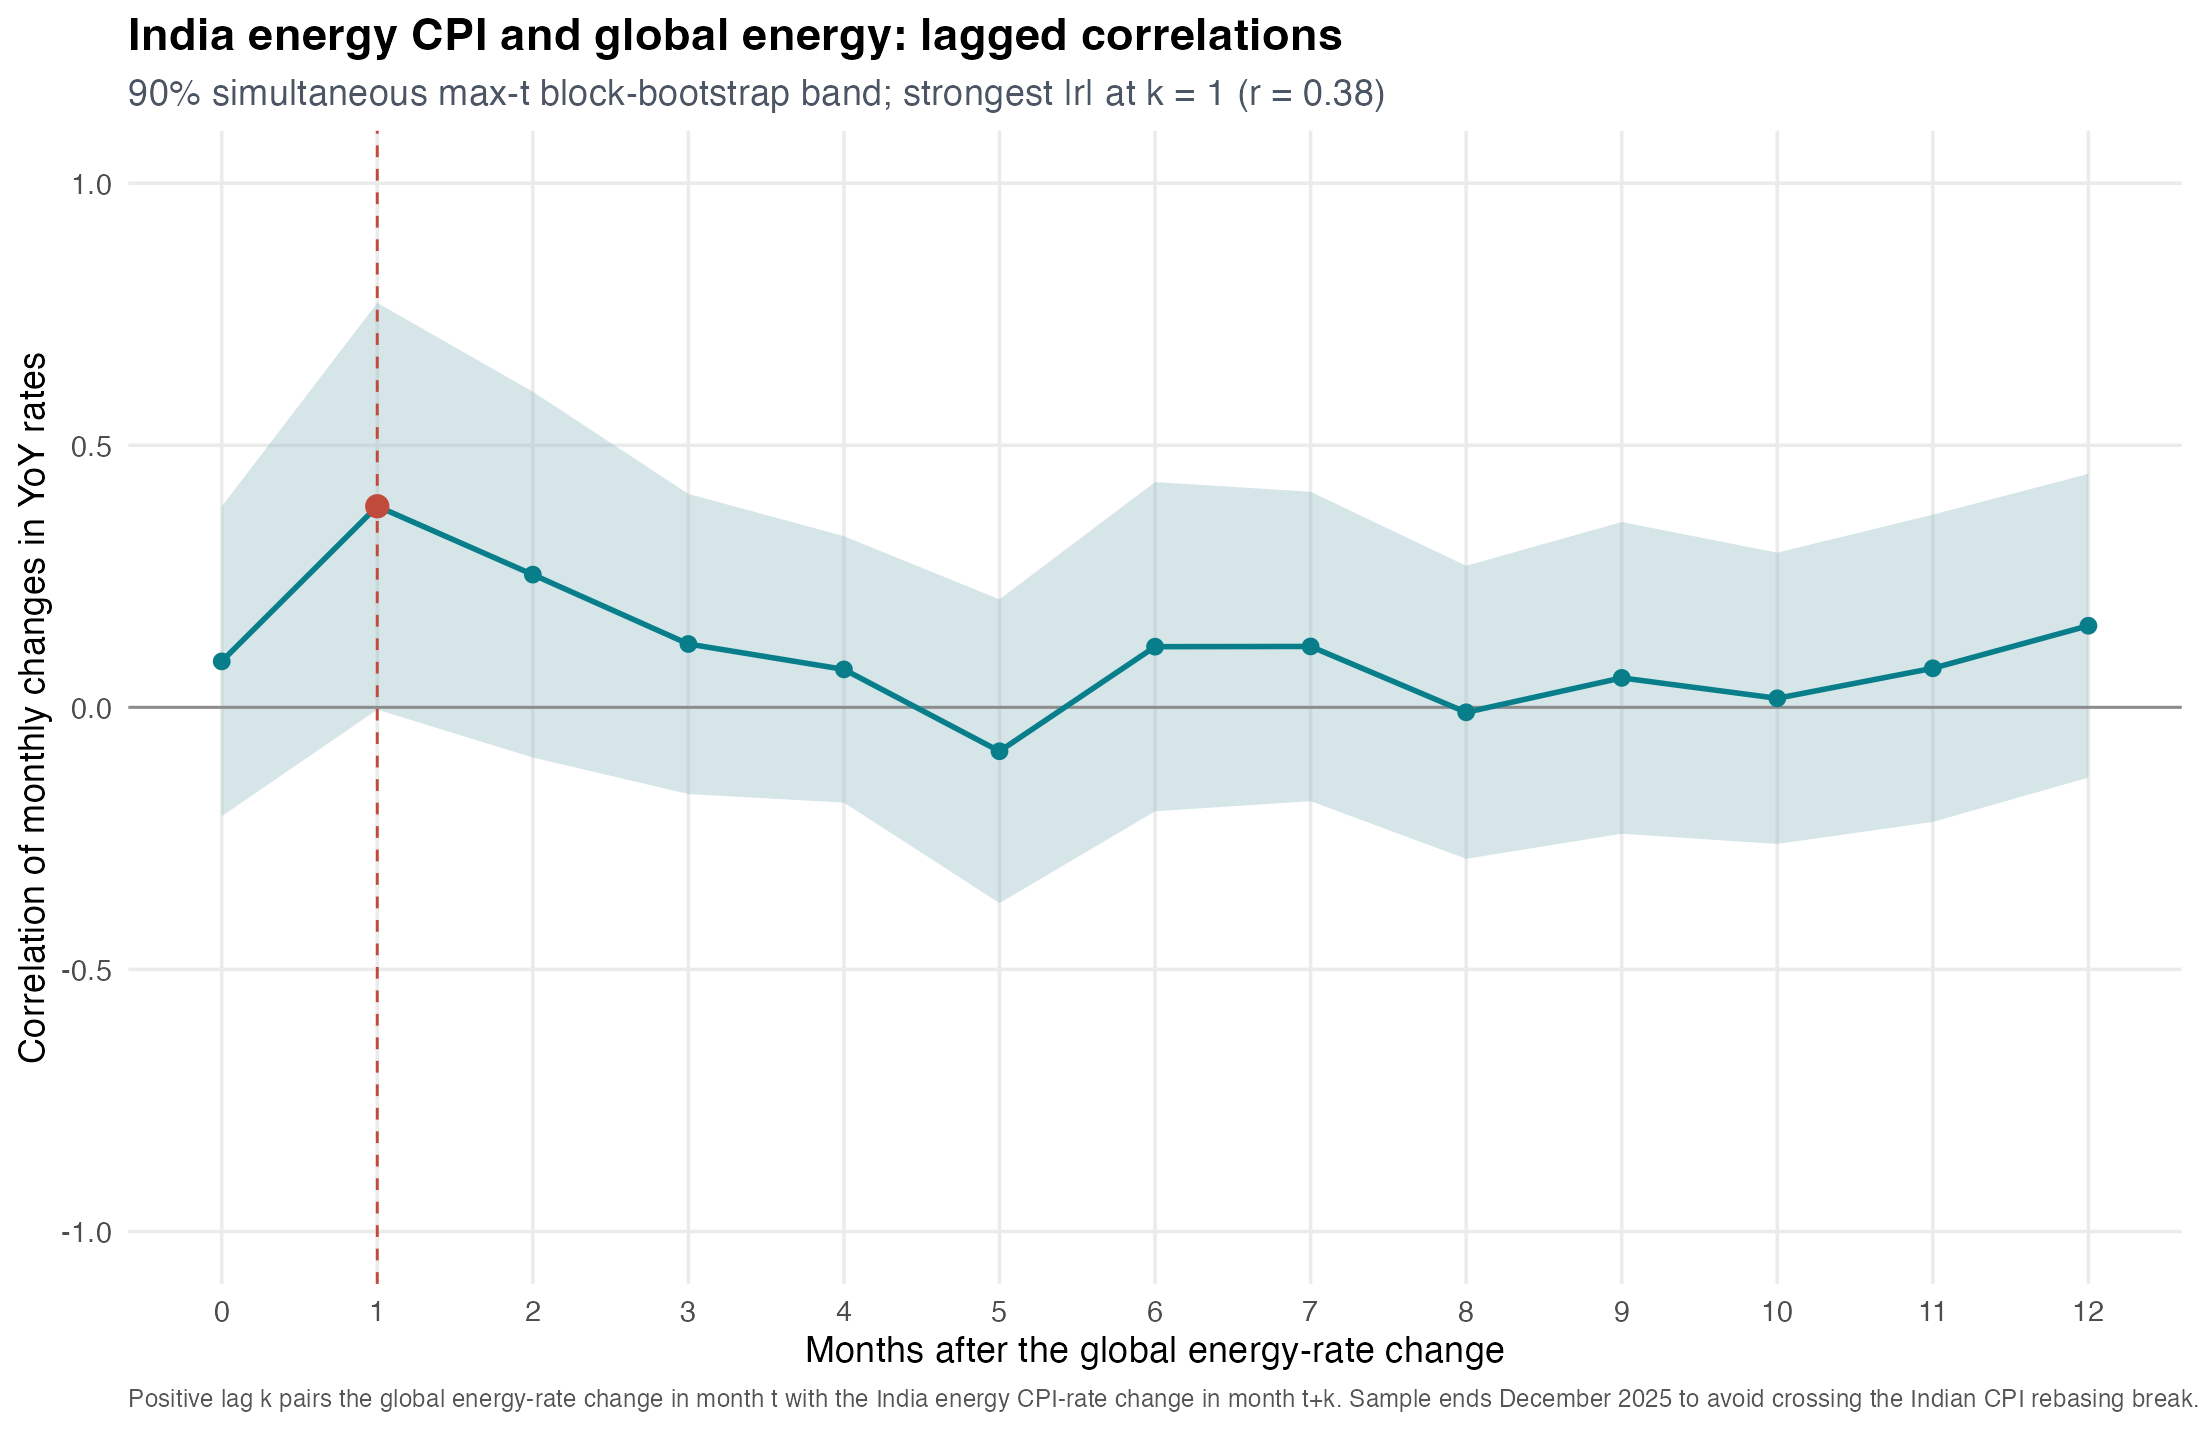 India energy CPI and global energy: lagged correlations
90% simultaneous max-t block-bootstrap band; strongest |r| at k = 1 (r = 0.38)
Correlation of monthly changes in YoY rates
1.0
0.5
0.0
-0.5
-1.0
0 1 2 3 4 5 6 7 8 9 10 11 12
Months after the global energy-rate change
Positive lag k pairs the global energy-rate change in month t with the India energy CPI-rate change in month t+k. Sample ends December 2025 to avoid crossing the Indian CPI rebasing break.